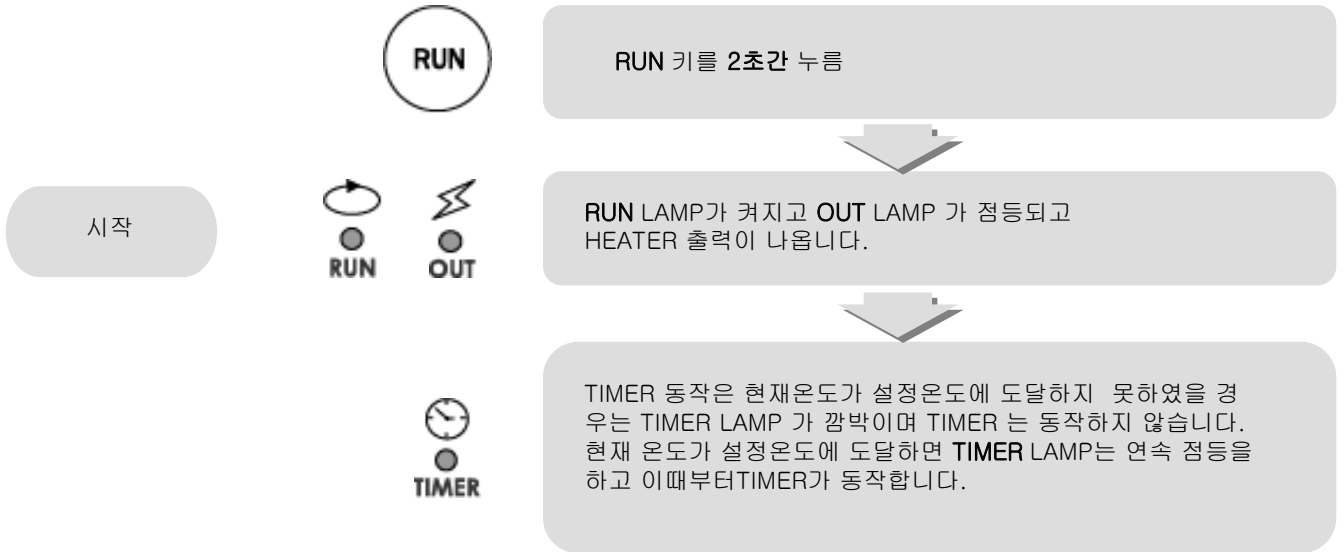 RUN
RUN 키를 2초간 누름
시작
RUN
OUT
RUN LAMP가 켜지고 OUT LAMP 가 점등되고
HEATER 출력이 나옵니다.
TIMER
TIMER 동작은 현재온도가 설정온도에 도달하지 못하였을 경
우는 TIMER LAMP 가 깜박이며 TIMER 는 동작하지 않습니다.
현재 온도가 설정온도에 도달하면 TIMER LAMP는 연속 점등을
하고 이때부터TIMER가 동작합니다.